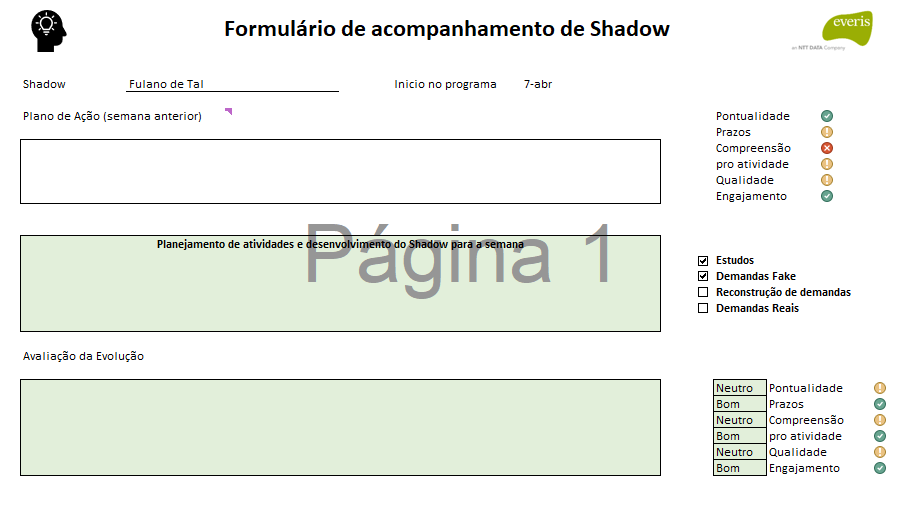 Formulário de acompanhamento de Shadow
everis
an NTT DATA Company
Shadow Fulano de Tal Inicio no programa 7-abr
Plano de Ação (semana anterior)
Pontualidade
Prazos
Compreensão
pro atividade
Qualidade
Engajamento
Página 1
Planejamento de atividades e desenvolvimento do Shadow para a semana
Estudos
Demandas Fake
Reconstrução de demandas
Demandas Reais
Avaliação da Evolução
Neutro Pontualidade
Bom Prazos
Neutro Compreensão
Bom pro atividade
Neutro Qualidade
Bom Engajamento